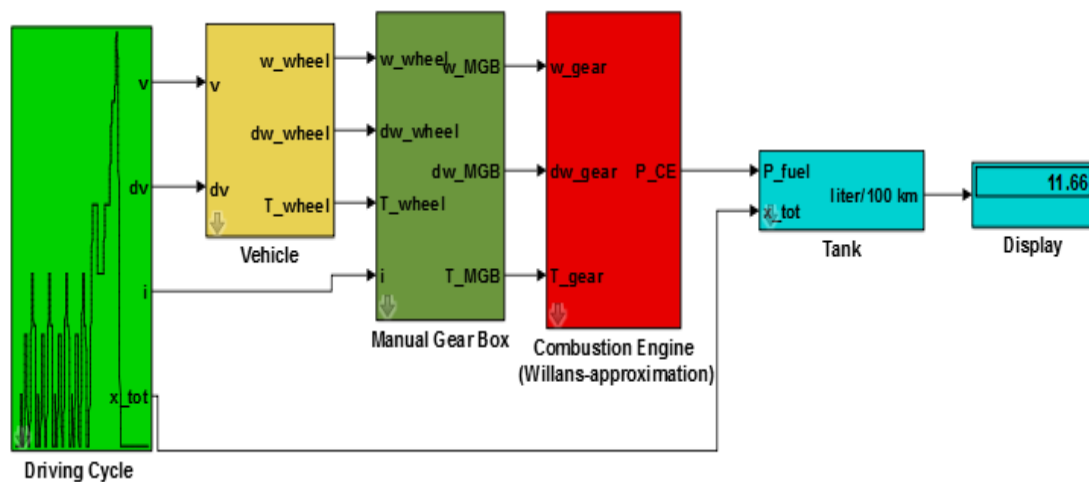 v
dv
i
x_tot
Driving Cycle
v
dv
w_wheel
dw_wheel
T_wheel
Vehicle
w_wheel
dw_wheel
T_wheel
i
w_MGB
dw_MGB
T_MGB
Manual Gear Box
w_gear
dw_gear
T_gear
P_CE
Combustion Engine
(Willans-approximation)
P_fuel
x_tot
liter/100 km
Tank
11.66
Display